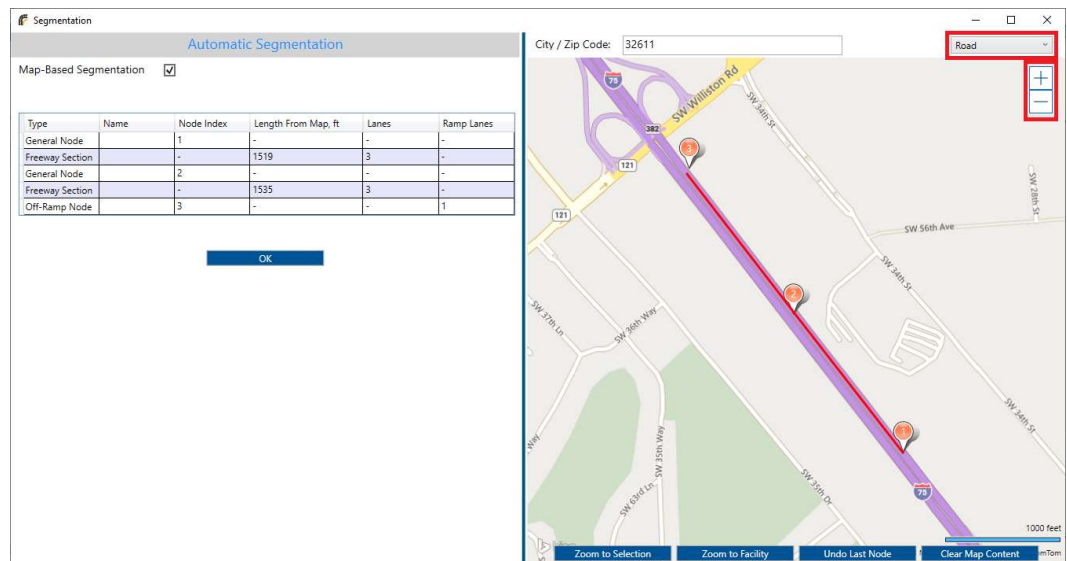 Segmentation
Automatic Segmentation
Map-Based Segmentation
Type Name Node Index Length From Map, ft Lanes Ramp Lanes
General Node 1 - - -
Freeway Section - 1519 3 -
General Node 2 - - -
Freeway Section - 1535 3 -
Off-Ramp Node 3 - - 1
OK
City / Zip Code: 32611
Road
+
−
75
SW Williston Rd
SW 34th St
382
3
121
SW 28th St
121
SW 56th Ave
SW 34th St
2
SW 37th Ln
SW 36th Way
SW 34th St
1
Way
SW 35th Way
SW 63rd Ln
SW 35th Dr
75
1000 feet
Zoom to Selection Zoom to Facility Undo Last Node Clear Map Content